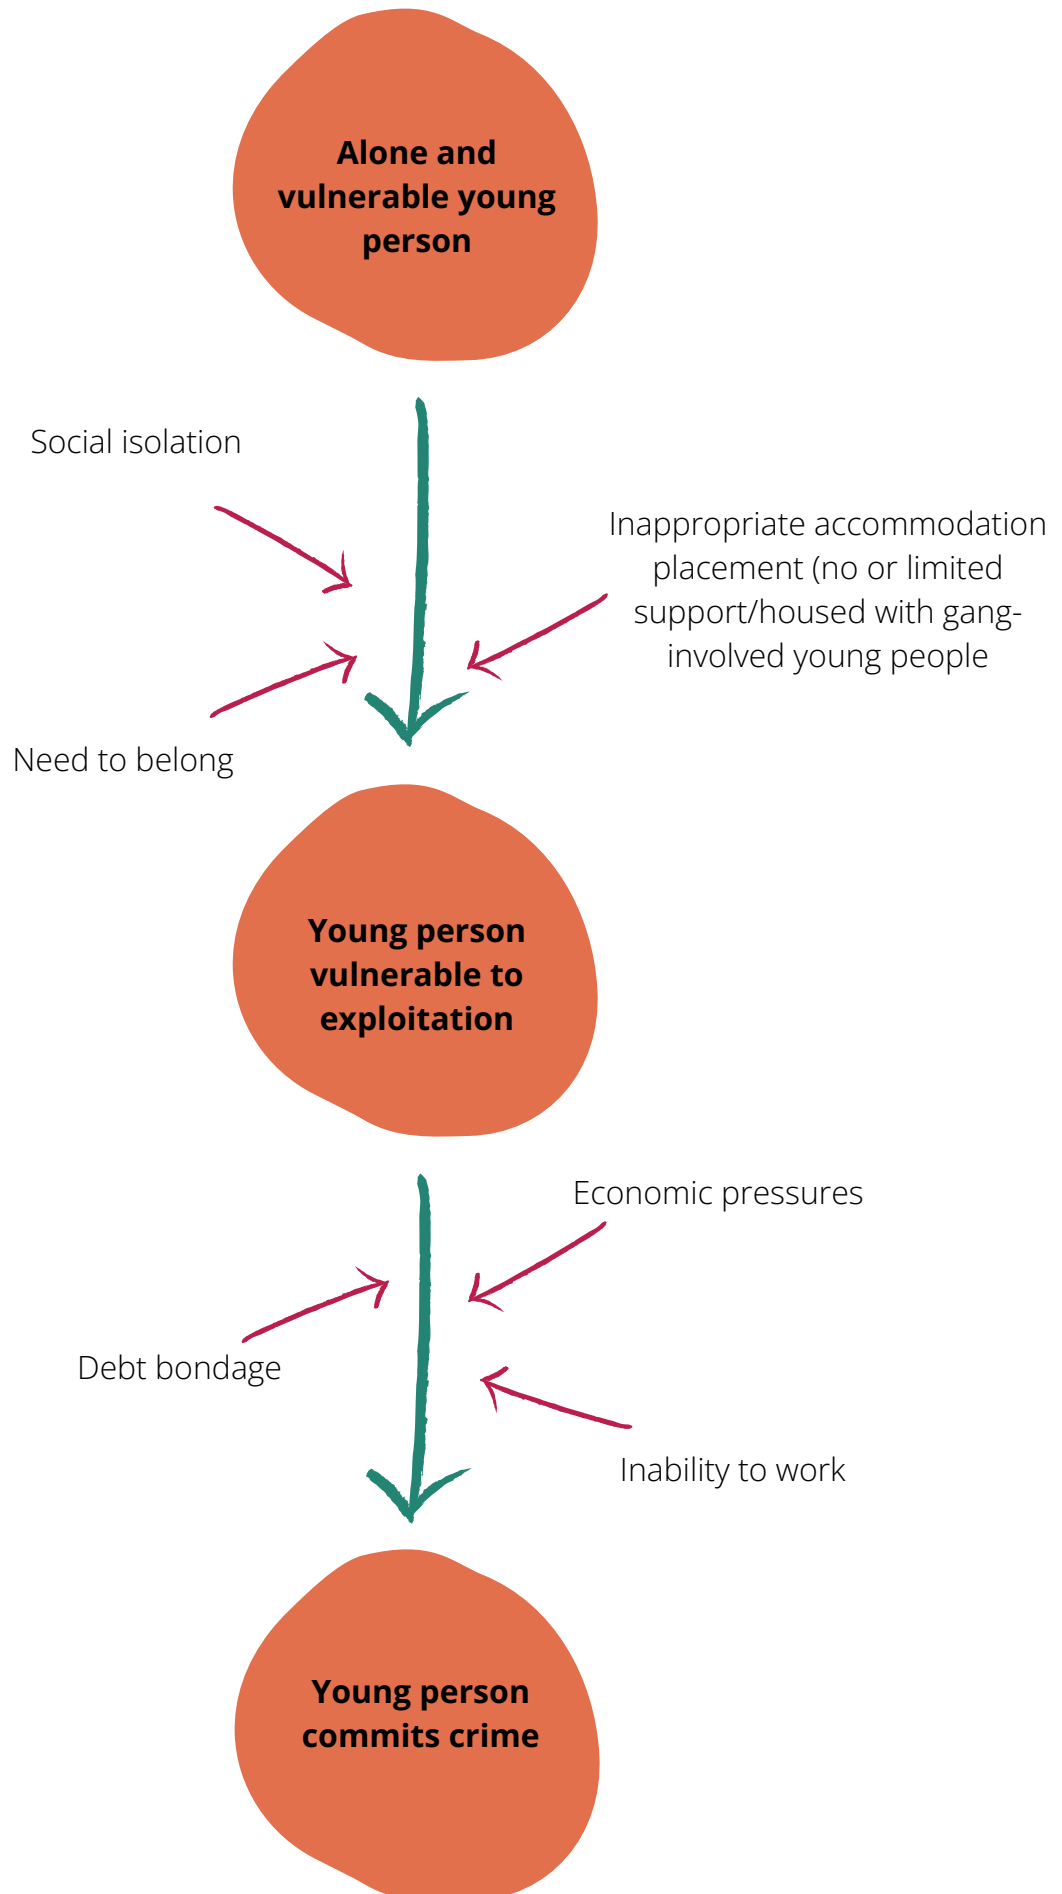 Alone and
vulnerable young
person
Social isolation
Inappropriate accommodation
placement (no or limited
support/housed with gang-
involved young people
Need to belong
Young person
vulnerable to
exploitation
Economic pressures
Debt bondage
Inability to work
Young person
commits crime